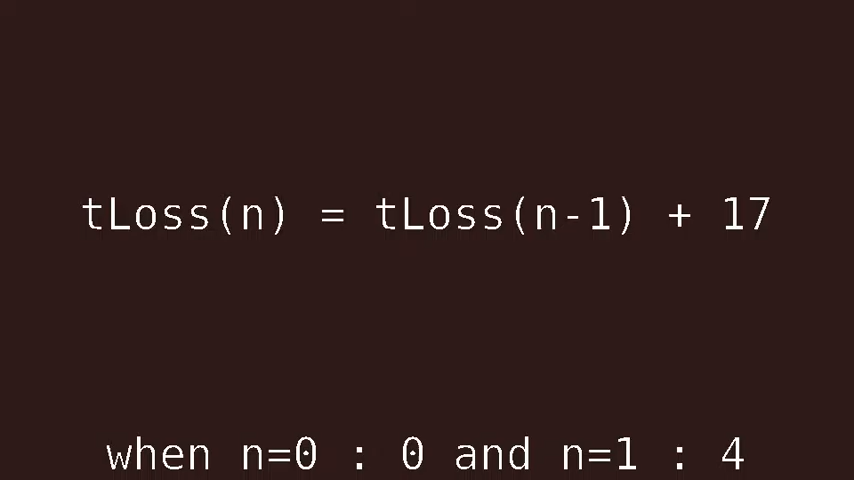 tLoss(n) = tLoss(n-1) + 17
when n=0 : 0 and n=1 : 4